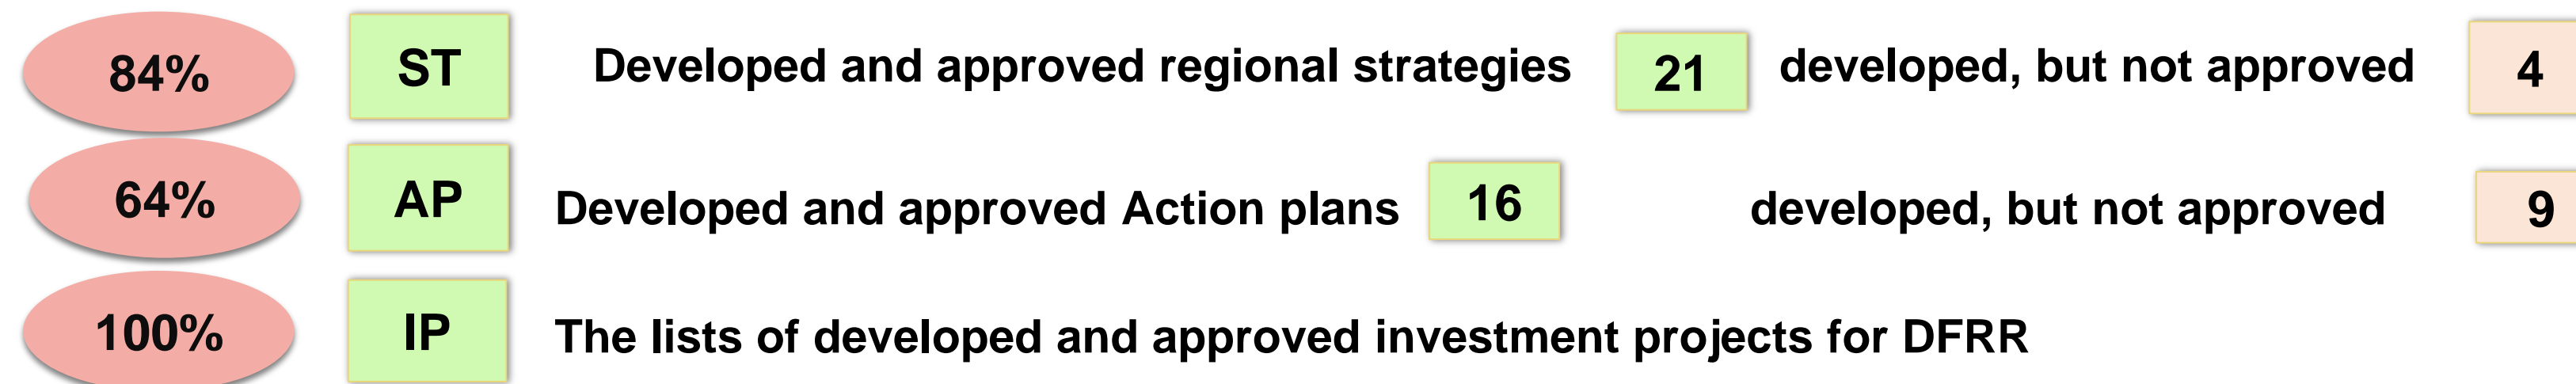 84% ST Developed and approved regional strategies 21 developed, but not approved 4
64% AP Developed and approved Action plans 16 developed, but not approved 9
100% IP The lists of developed and approved investment projects for DFRR